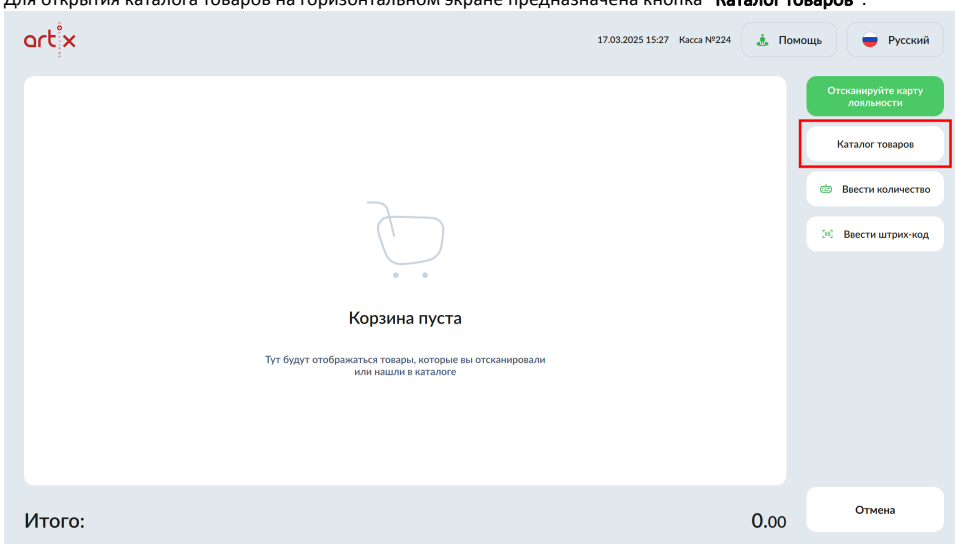 Для открытия каталога товаров на горизонтальном экране предназначена кнопка "Каталог товаров".
artix
17.03.2025 15:27 Касса №224
Помощь
Русский
Отсканируйте карту
лояльности
Каталог товаров
Ввести количество
Ввести штрих-код
Корзина пуста
Тут будут отображаться товары, которые вы отсканировали
или нашли в каталоге
Итого:
0.00
Отмена